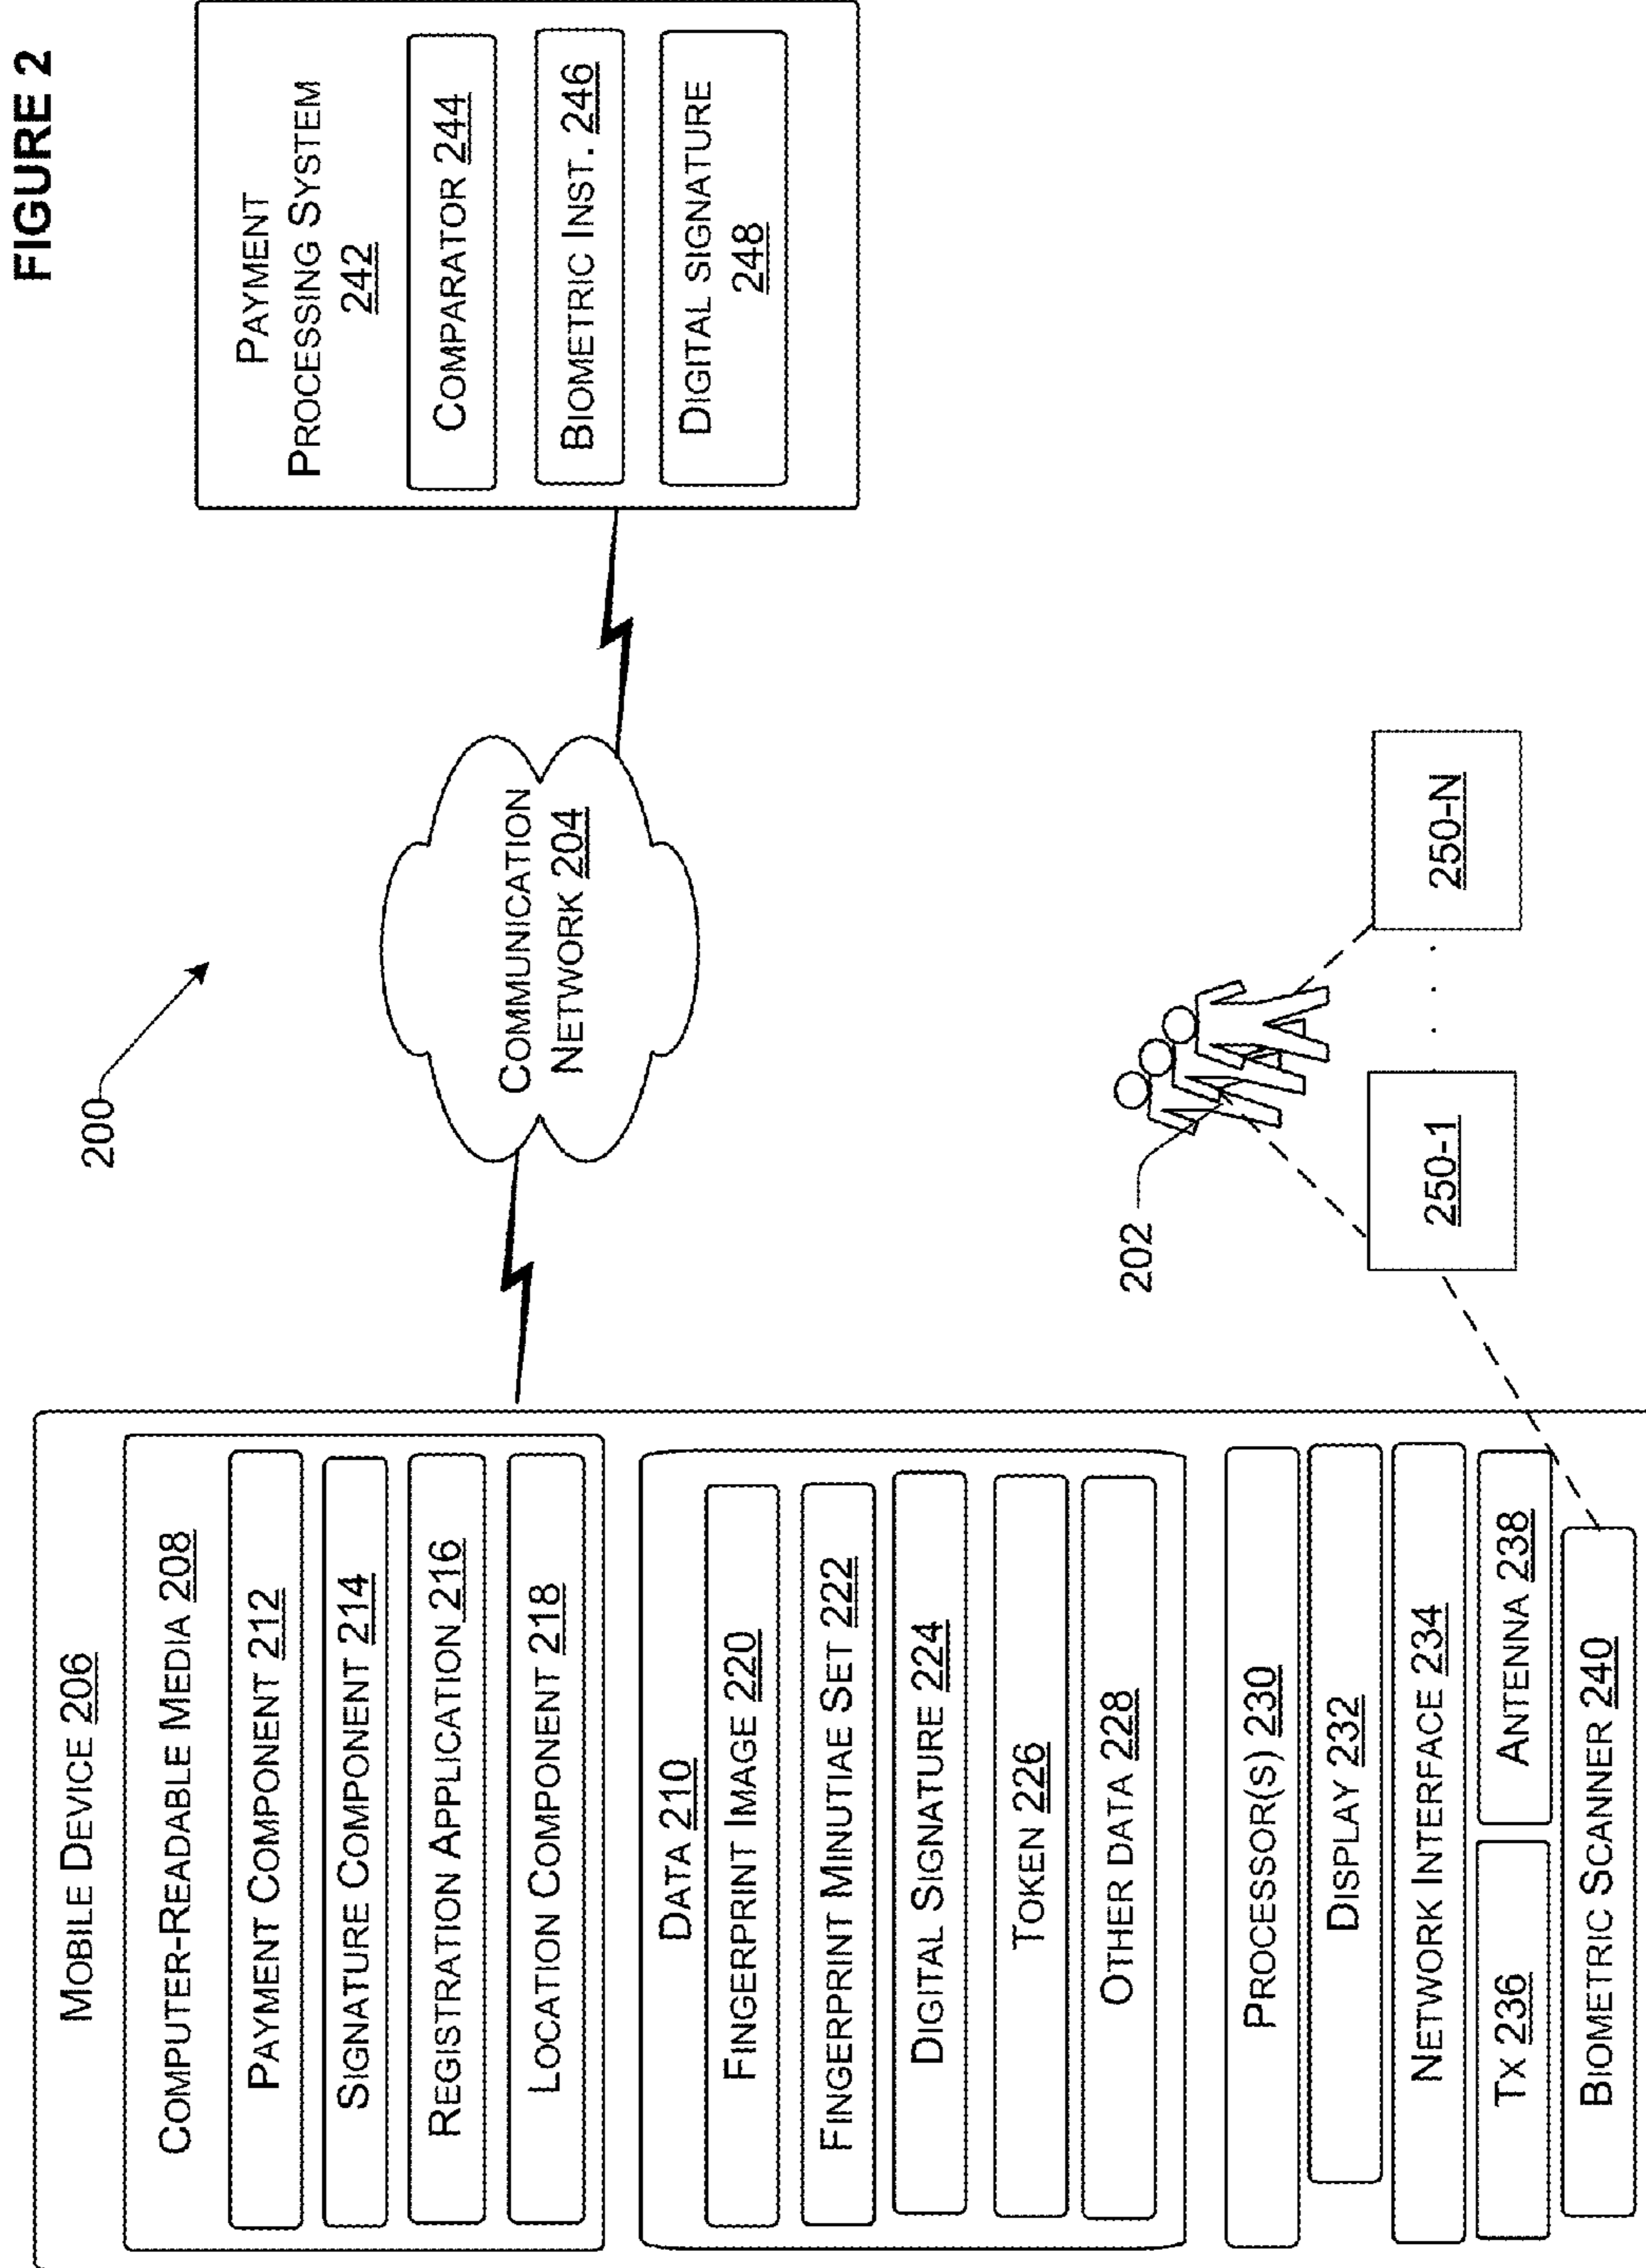 FIGURE 2
200
MOBILE DEVICE 206
COMPUTER-READABLE MEDIA 208
PAYMENT COMPONENT 212
SIGNATURE COMPONENT 214
REGISTRATION APPLICATION 216
LOCATION COMPONENT 218
DATA 210
FINGERPRINT IMAGE 220
FINGERPRINT MINUTIAE SET 222
DIGITAL SIGNATURE 224
TOKEN 226
OTHER DATA 228
PROCESSOR(S) 230
DISPLAY 232
NETWORK INTERFACE 234
TX 236
ANTENNA 238
BIOMETRIC SCANNER 240
COMMUNICATION
NETWORK 204
202
250-1
250-N
PAYMENT
PROCESSING SYSTEM
242
COMPARATOR 244
BIOMETRIC INST. 246
DIGITAL SIGNATURE
248